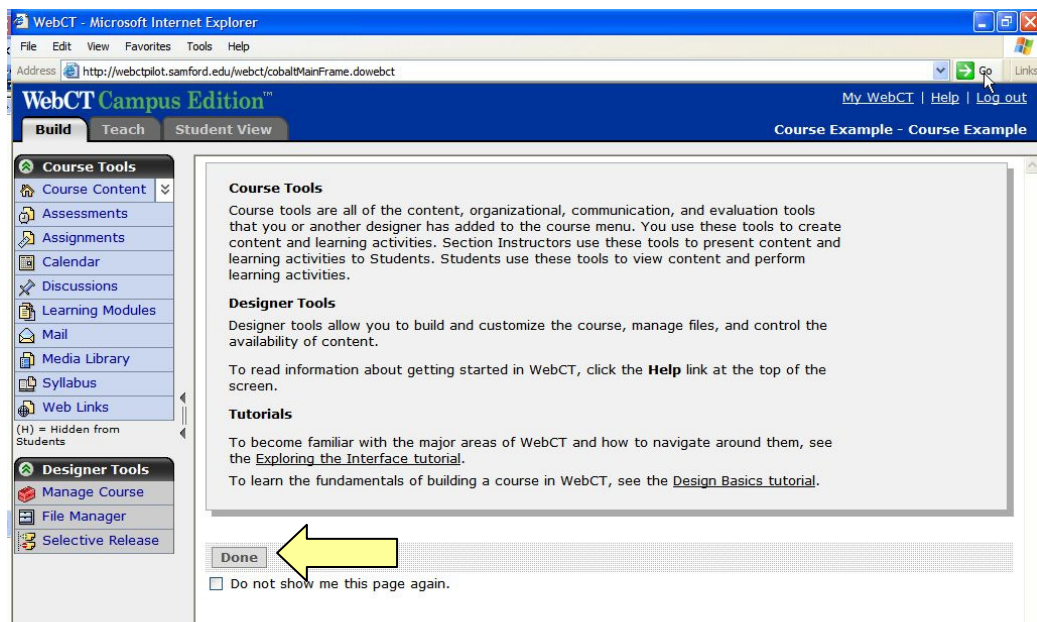 WebCT - Microsoft Internet Explorer
File Edit View Favorites Tools Help
Address http://webctpilot.samford.edu/webct/cobaltMainFrame.dowebct Go Links
WebCT Campus Edition™ My WebCT | Help | Log out
Build Teach Student View Course Example - Course Example
Course Tools
Course Content
Assessments
Assignments
Calendar
Discussions
Learning Modules
Mail
Media Library
Syllabus
Web Links
(H) = Hidden from
Students
Designer Tools
Manage Course
File Manager
Selective Release
Course Tools
Course tools are all of the content, organizational, communication, and evaluation tools
that you or another designer has added to the course menu. You use these tools to create
content and learning activities. Section Instructors use these tools to present content and
learning activities to Students. Students use these tools to view content and perform
learning activities.
Designer Tools
Designer tools allow you to build and customize the course, manage files, and control the
availability of content.
To read information about getting started in WebCT, click the Help link at the top of the
screen.
Tutorials
To become familiar with the major areas of WebCT and how to navigate around them, see
the Exploring the Interface tutorial.
To learn the fundamentals of building a course in WebCT, see the Design Basics tutorial.
Done
Do not show me this page again.